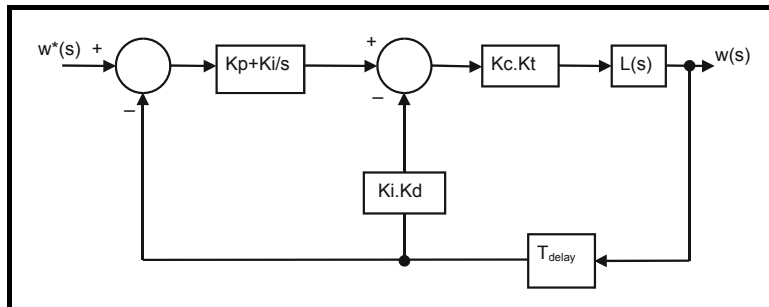 w*(s) + Kp+Ki/s + Kc.Kt L(s) w(s)
– –
Ki.Kd
Tdelay